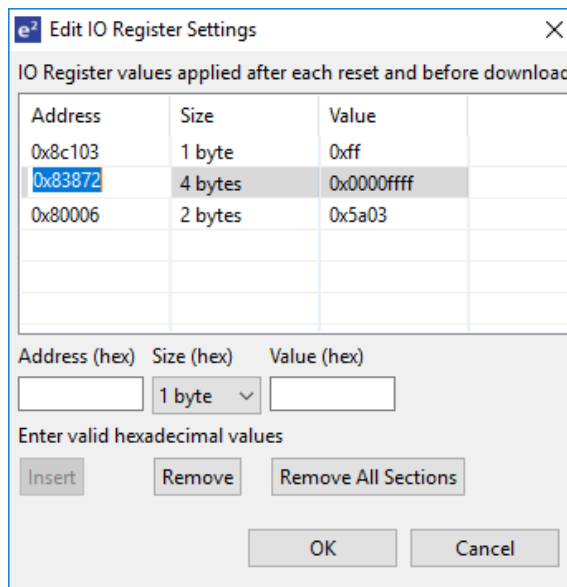 e² Edit IO Register Settings
IO Register values applied after each reset and before download
Address Size Value
0x8c103 1 byte 0xff
0x83872 4 bytes 0x0000ffff
0x80006 2 bytes 0x5a03
Address (hex) Size (hex) Value (hex)
1 byte
Enter valid hexadecimal values
Insert Remove Remove All Sections
OK Cancel